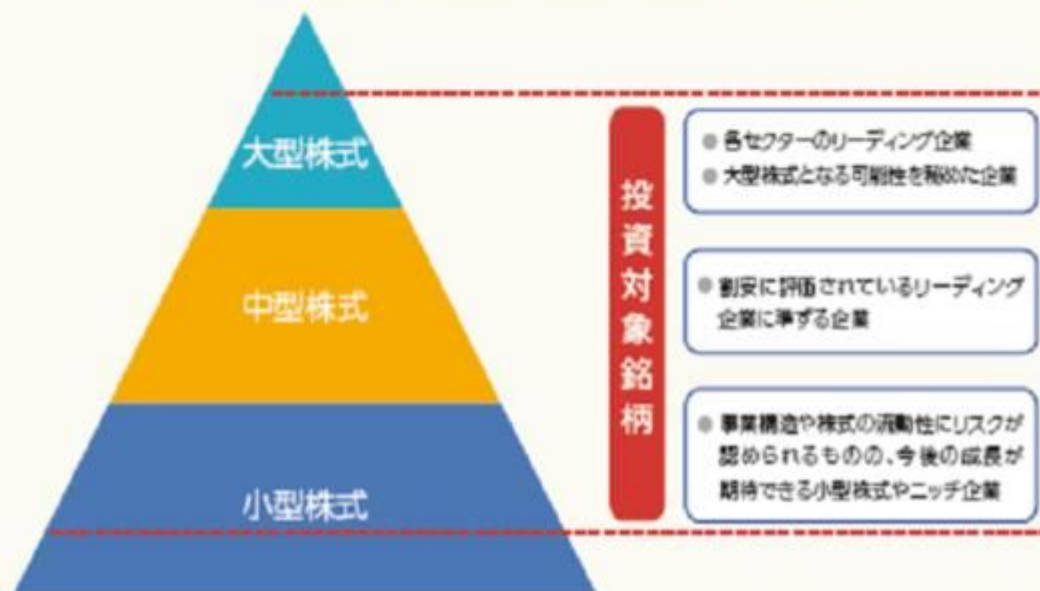 大型株式
中型株式
小型株式
投資対象銘柄
各セクターのリーディング企業
大型株式となる可能性を秘めた企業
割安に評価されているリーディング
企業に準ずる企業
事業構造や株式の流動性にリスクが
認められるものの、今後の成長が
期待できる小型株式やニッチ企業